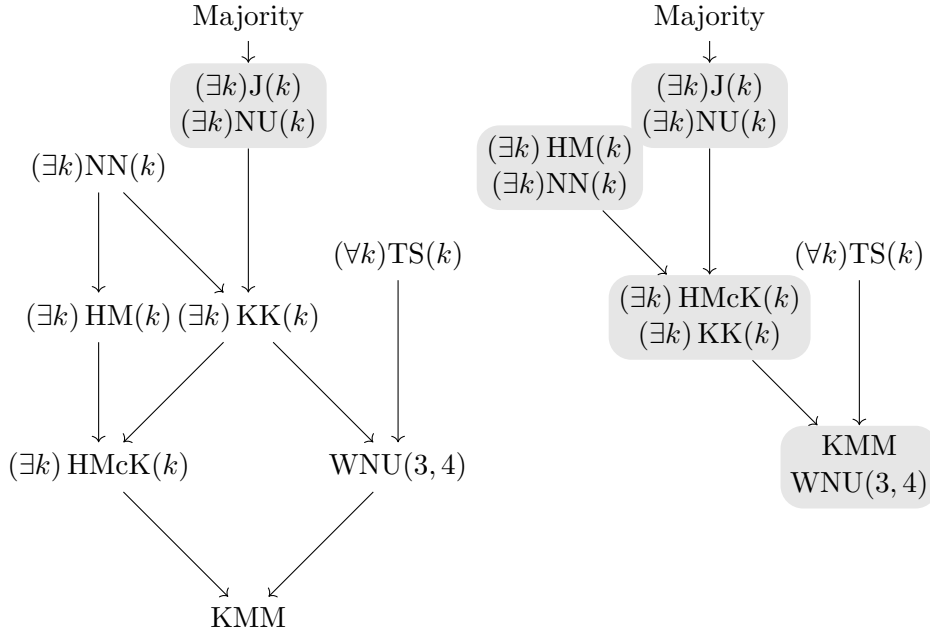 Majority
(∃k)J(k)
(∃k)NU(k)
(∃k)NN(k)
(∀k)TS(k)
(∃k) HM(k)
(∃k) KK(k)
(∃k) HMcK(k)
WNU(3, 4)
KMM
Majority
(∃k)J(k)
(∃k)NU(k)
(∃k) HM(k)
(∃k)NN(k)
(∀k)TS(k)
(∃k) HMcK(k)
(∃k) KK(k)
KMM
WNU(3, 4)